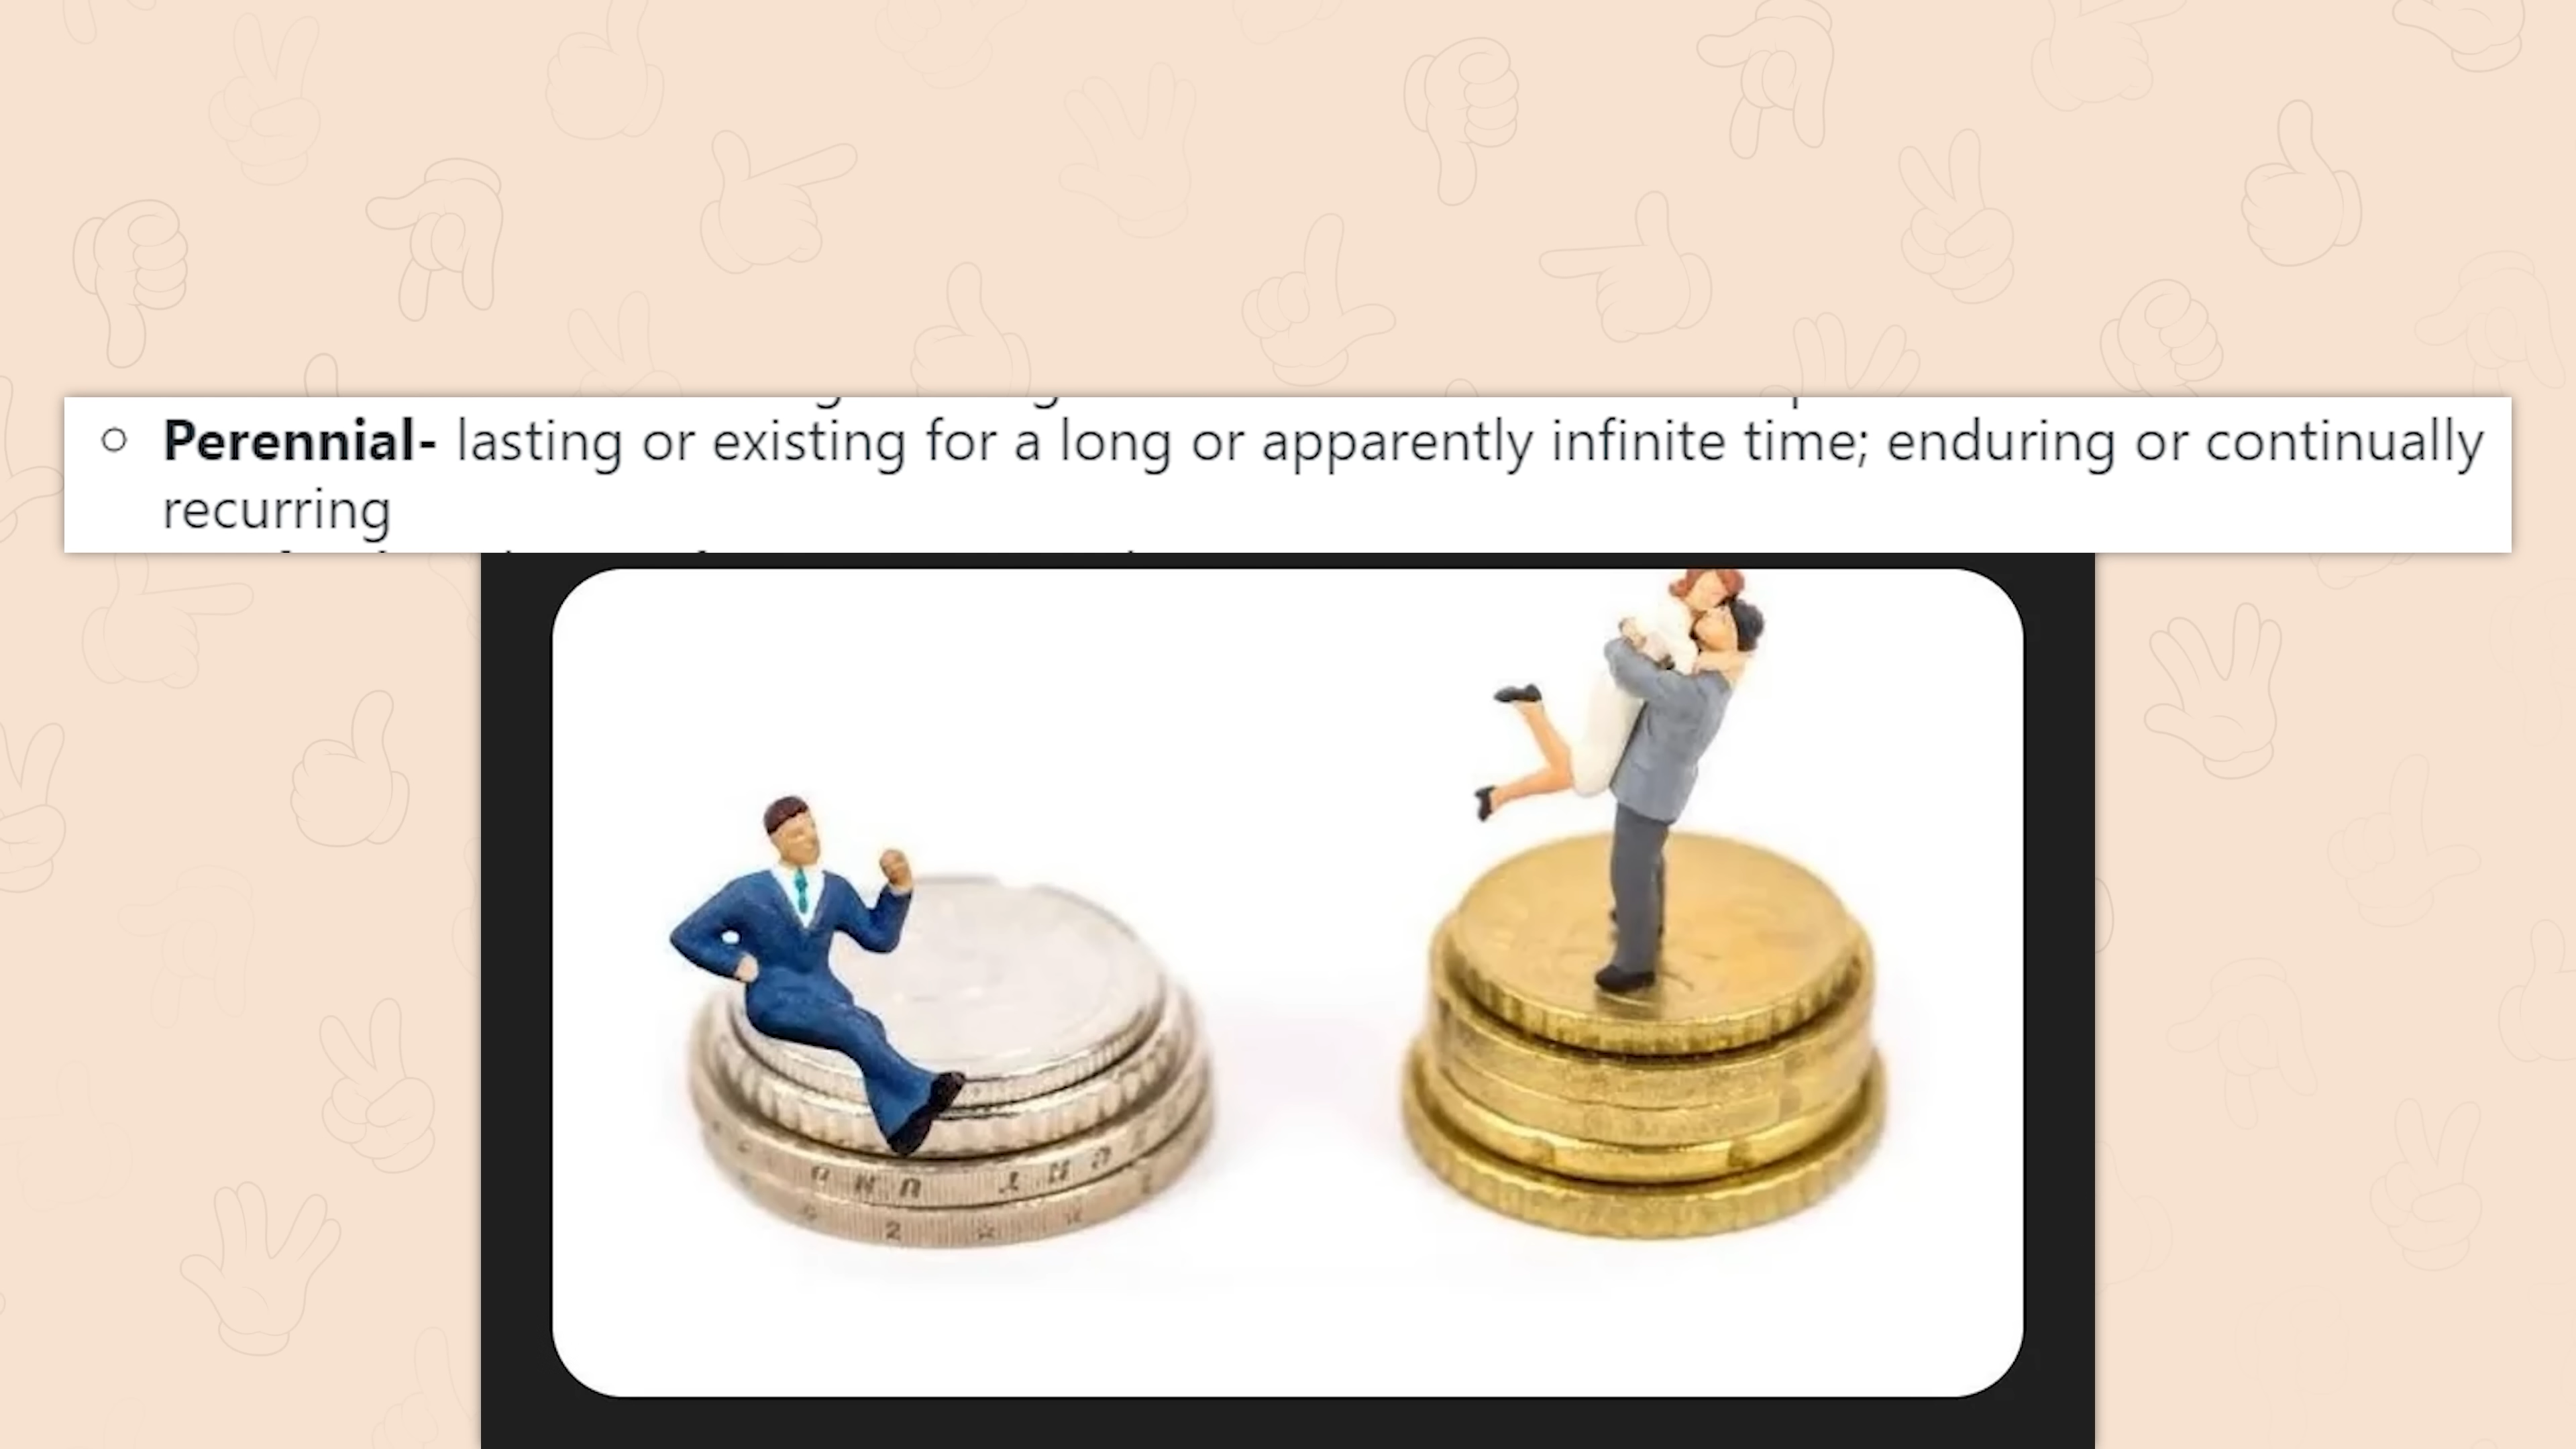 Perennial- lasting or existing for a long or apparently infinite time; enduring or continually
recurring